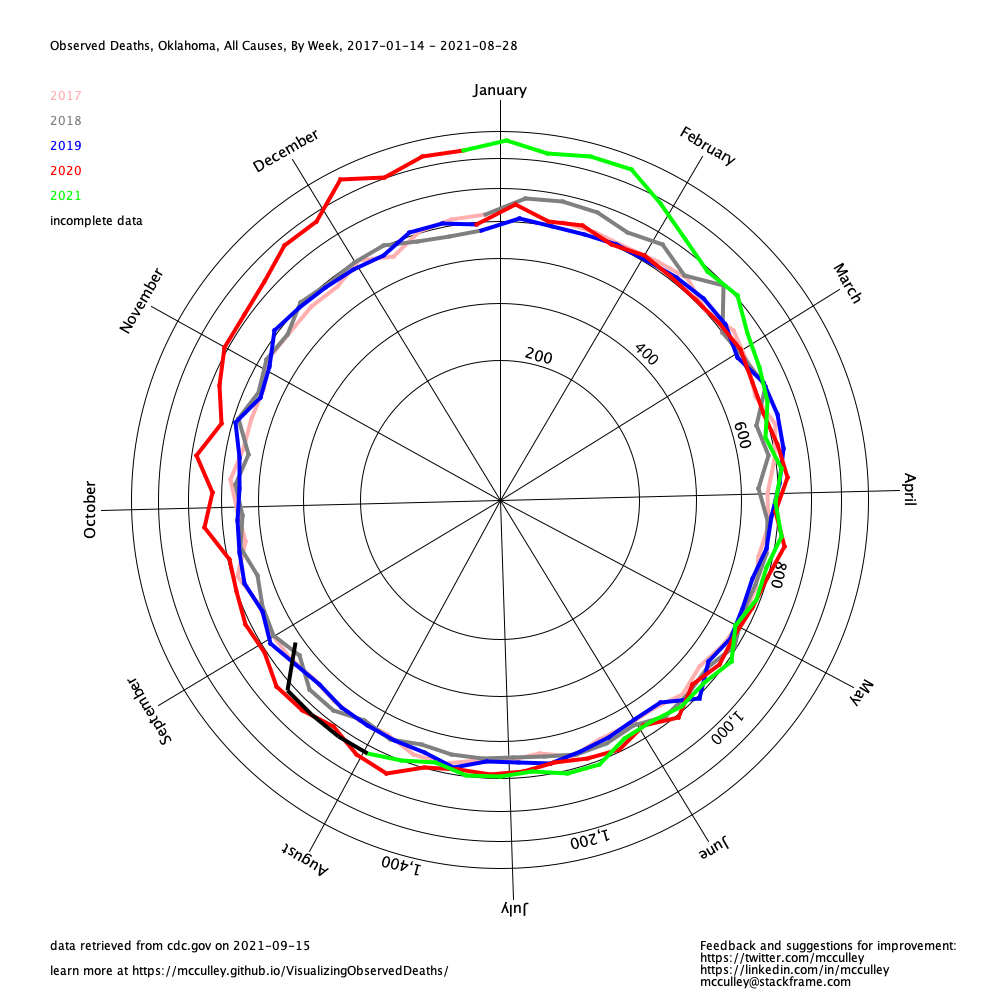 Observed Deaths, Oklahoma, All Causes, By Week, 2017-01-14 - 2021-08-28
2017
2018
2019
2020
2021
incomplete data
January
February
March
April
May
June
July
August
September
October
November
December
200
400
600
800
1,000
1,200
1,400
data retrieved from cdc.gov on 2021-09-15
learn more at https://mcculley.github.io/VisualizingObservedDeaths/
Feedback and suggestions for improvement:
https://twitter.com/mcculley
https://linkedin.com/in/mcculley
mcculley@stackframe.com